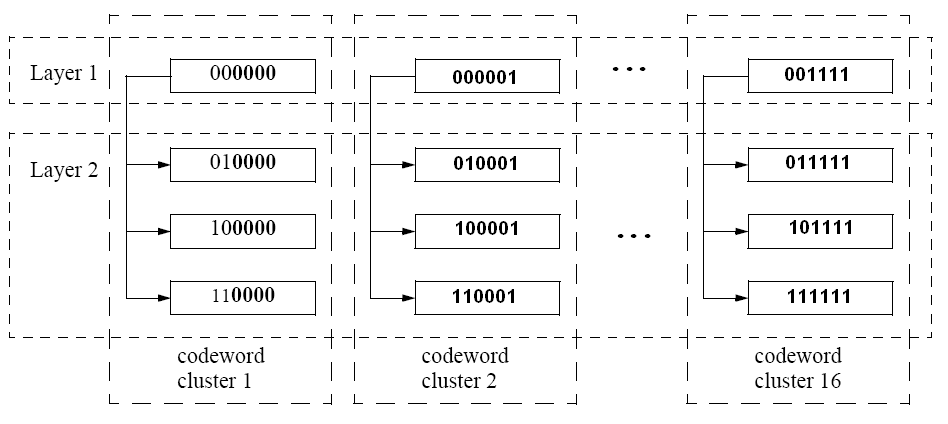 Layer 1
000000
000001
• • •
001111
Layer 2
010000
010001
011111
100000
100001
• • •
101111
110000
110001
111111
codeword
cluster 1
codeword
cluster 2
codeword
cluster 16